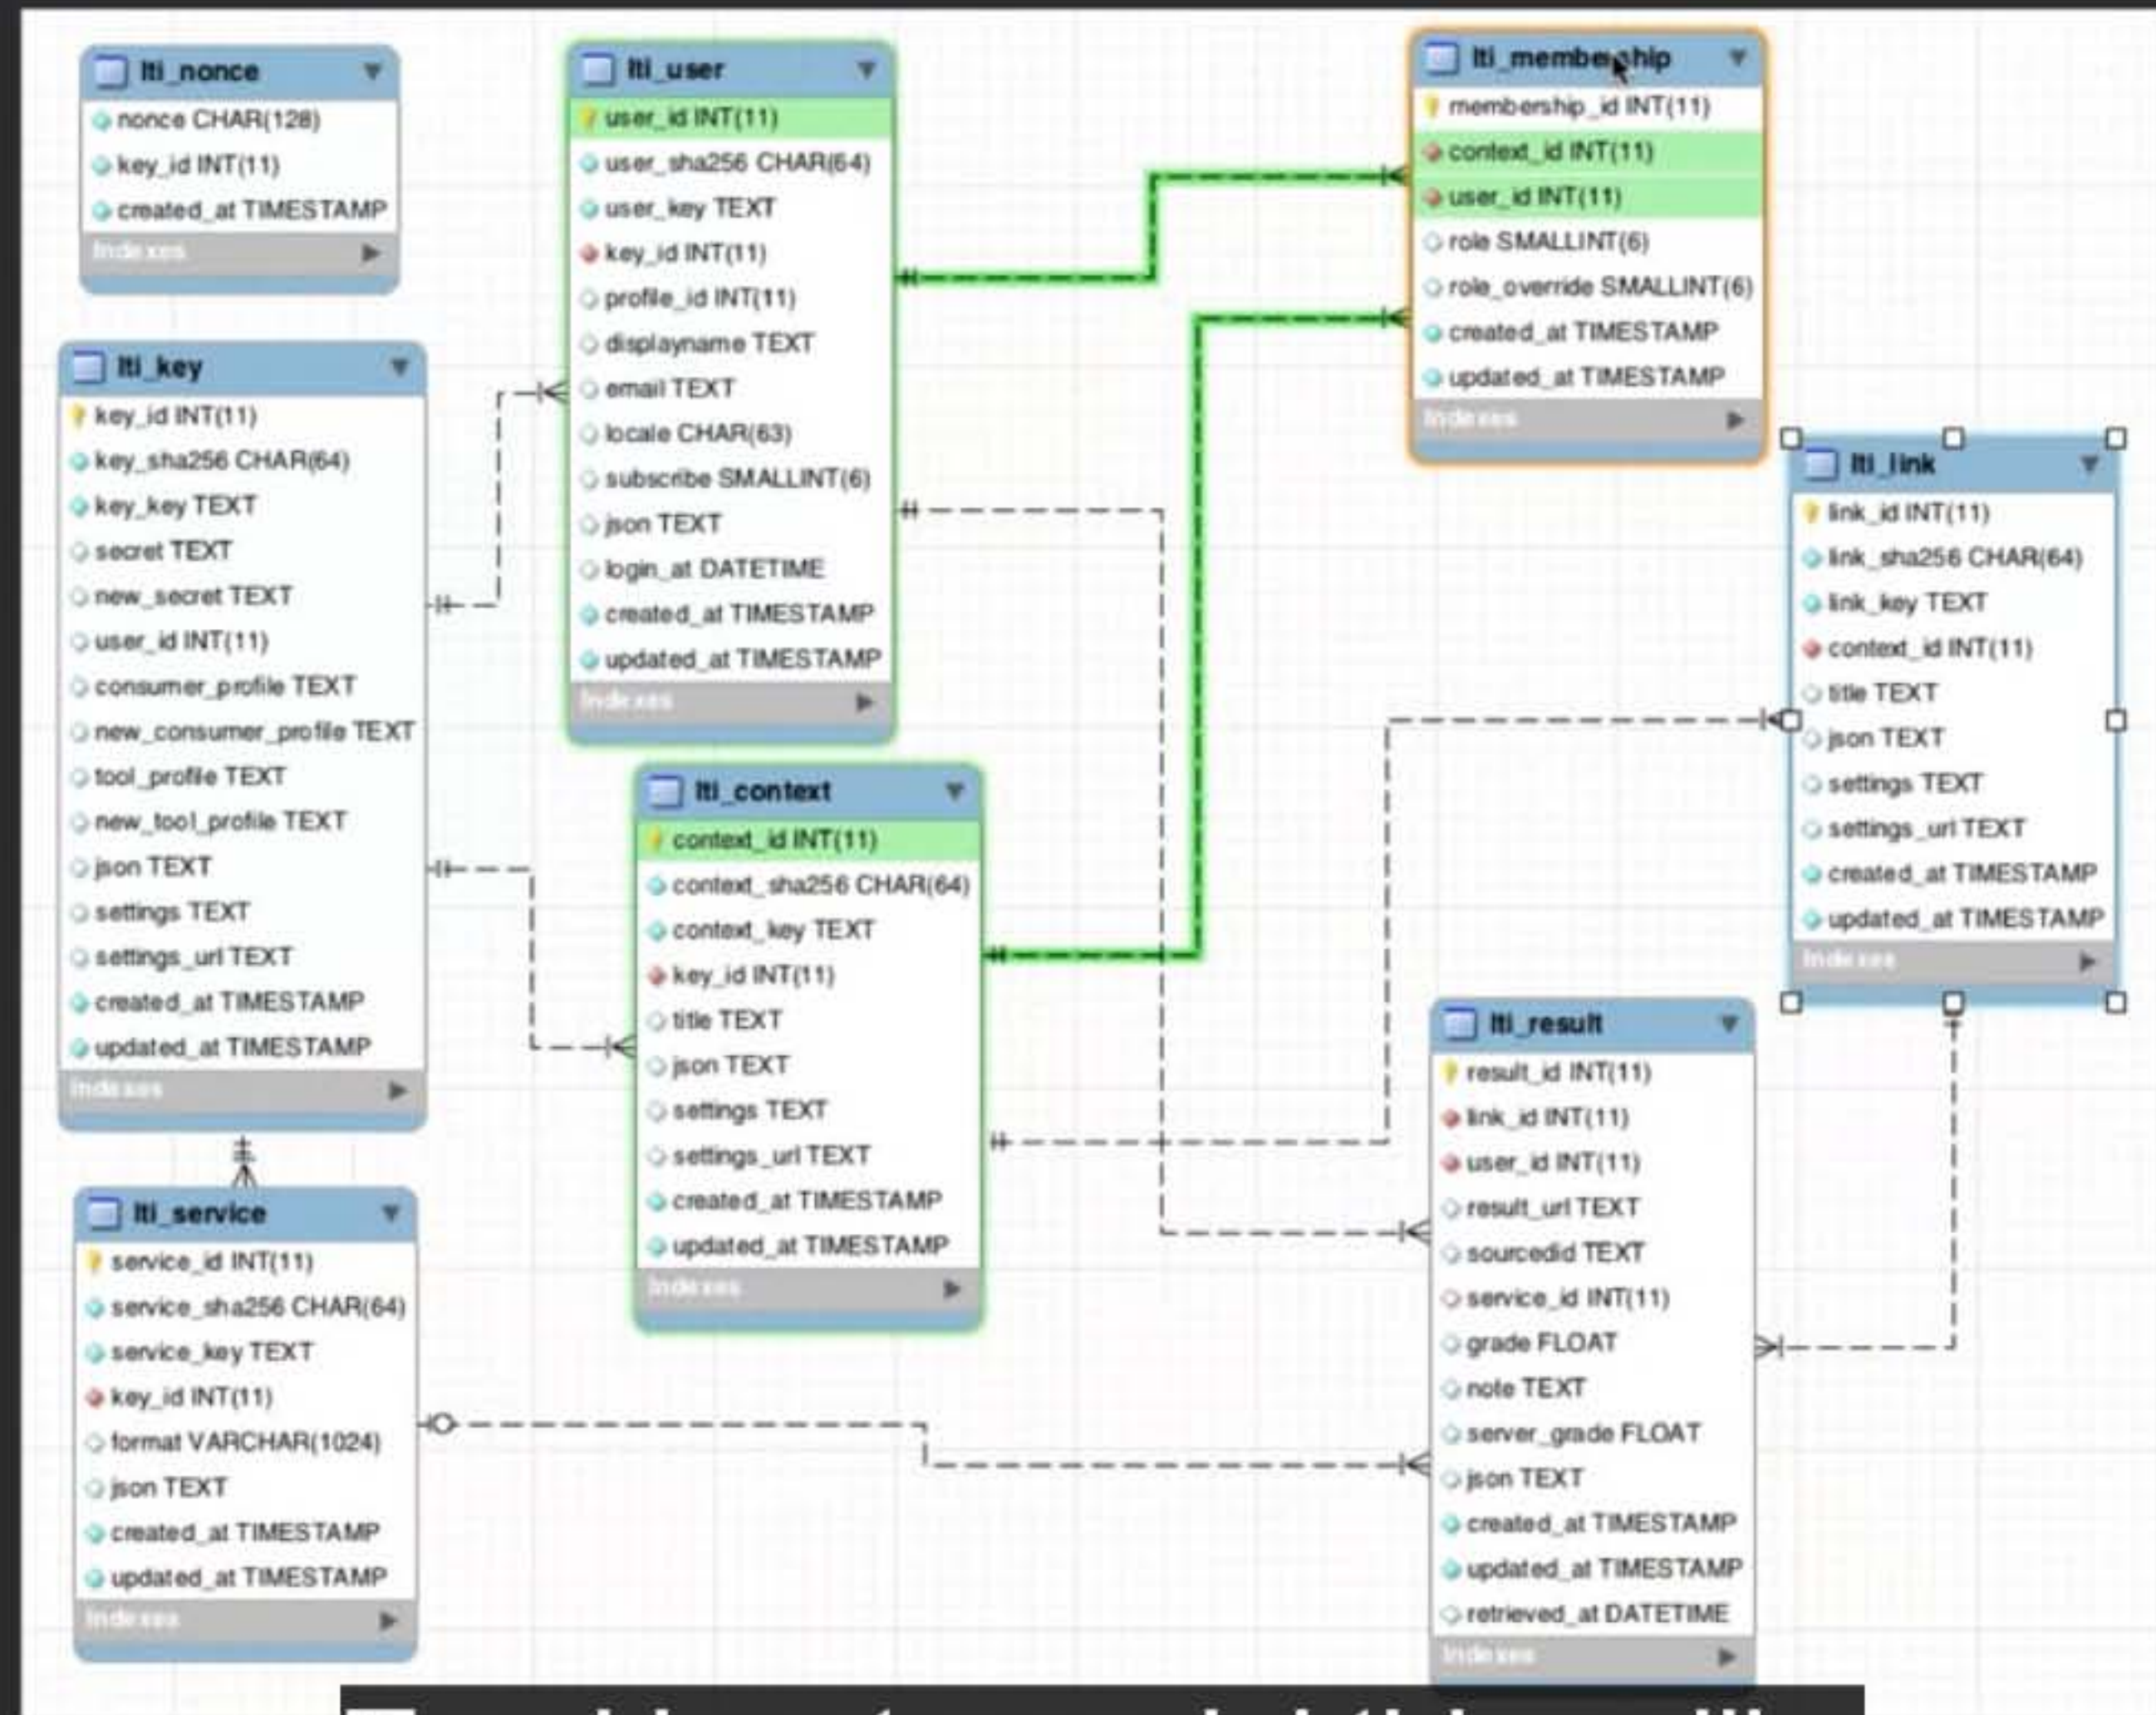 lti_nonce
nonce CHAR(128)
key_id INT(11)
created_at TIMESTAMP
Indexes
lti_key
key_id INT(11)
key_sha256 CHAR(64)
key_key TEXT
secret TEXT
new_secret TEXT
user_id INT(11)
consumer_profile TEXT
new_consumer_profile TEXT
tool_profile TEXT
new_tool_profile TEXT
json TEXT
settings TEXT
settings_url TEXT
created_at TIMESTAMP
updated_at TIMESTAMP
Indexes
lti_service
service_id INT(11)
service_sha256 CHAR(64)
service_key TEXT
key_id INT(11)
format VARCHAR(1024)
json TEXT
created_at TIMESTAMP
updated_at TIMESTAMP
Indexes
lti_user
user_id INT(11)
user_sha256 CHAR(64)
user_key TEXT
key_id INT(11)
profile_id INT(11)
displayname TEXT
email TEXT
locale CHAR(63)
subscribe SMALLINT(6)
json TEXT
login_at DATETIME
created_at TIMESTAMP
updated_at TIMESTAMP
Indexes
lti_context
context_id INT(11)
context_sha256 CHAR(64)
context_key TEXT
key_id INT(11)
title TEXT
json TEXT
settings TEXT
settings_url TEXT
created_at TIMESTAMP
updated_at TIMESTAMP
Indexes
lti_membership
membership_id INT(11)
context_id INT(11)
user_id INT(11)
role SMALLINT(6)
role_override SMALLINT(6)
created_at TIMESTAMP
updated_at TIMESTAMP
Indexes
lti_link
link_id INT(11)
link_sha256 CHAR(64)
link_key TEXT
context_id INT(11)
title TEXT
json TEXT
settings TEXT
settings_url TEXT
created_at TIMESTAMP
updated_at TIMESTAMP
Indexes
lti_result
result_id INT(11)
link_id INT(11)
user_id INT(11)
result_url TEXT
sourcedid TEXT
service_id INT(11)
grade FLOAT
note TEXT
server_grade FLOAT
json TEXT
created_at TIMESTAMP
updated_at TIMESTAMP
retrieved_at DATETIME
Indexes